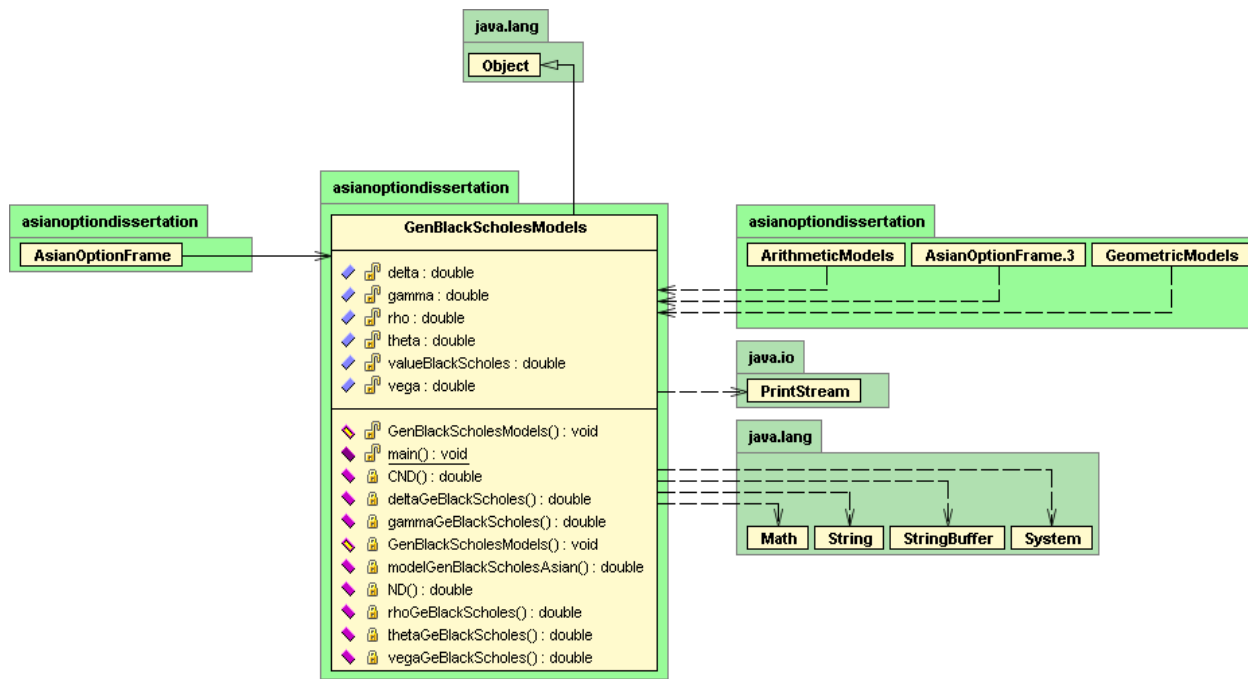 java.lang
Object
asianoptiondissertation
AsianOptionFrame
asianoptiondissertation
GenBlackScholesModels
delta : double
gamma : double
rho : double
theta : double
valueBlackScholes : double
vega : double
GenBlackScholesModels() : void
main() : void
CND() : double
deltaGeBlackScholes() : double
gammaGeBlackScholes() : double
GenBlackScholesModels() : void
modelGenBlackScholesAsian() : double
ND() : double
rhoGeBlackScholes() : double
thetaGeBlackScholes() : double
vegaGeBlackScholes() : double
asianoptiondissertation
ArithmeticModels AsianOptionFrame.3 GeometricModels
java.io
PrintStream
java.lang
Math String StringBuffer System